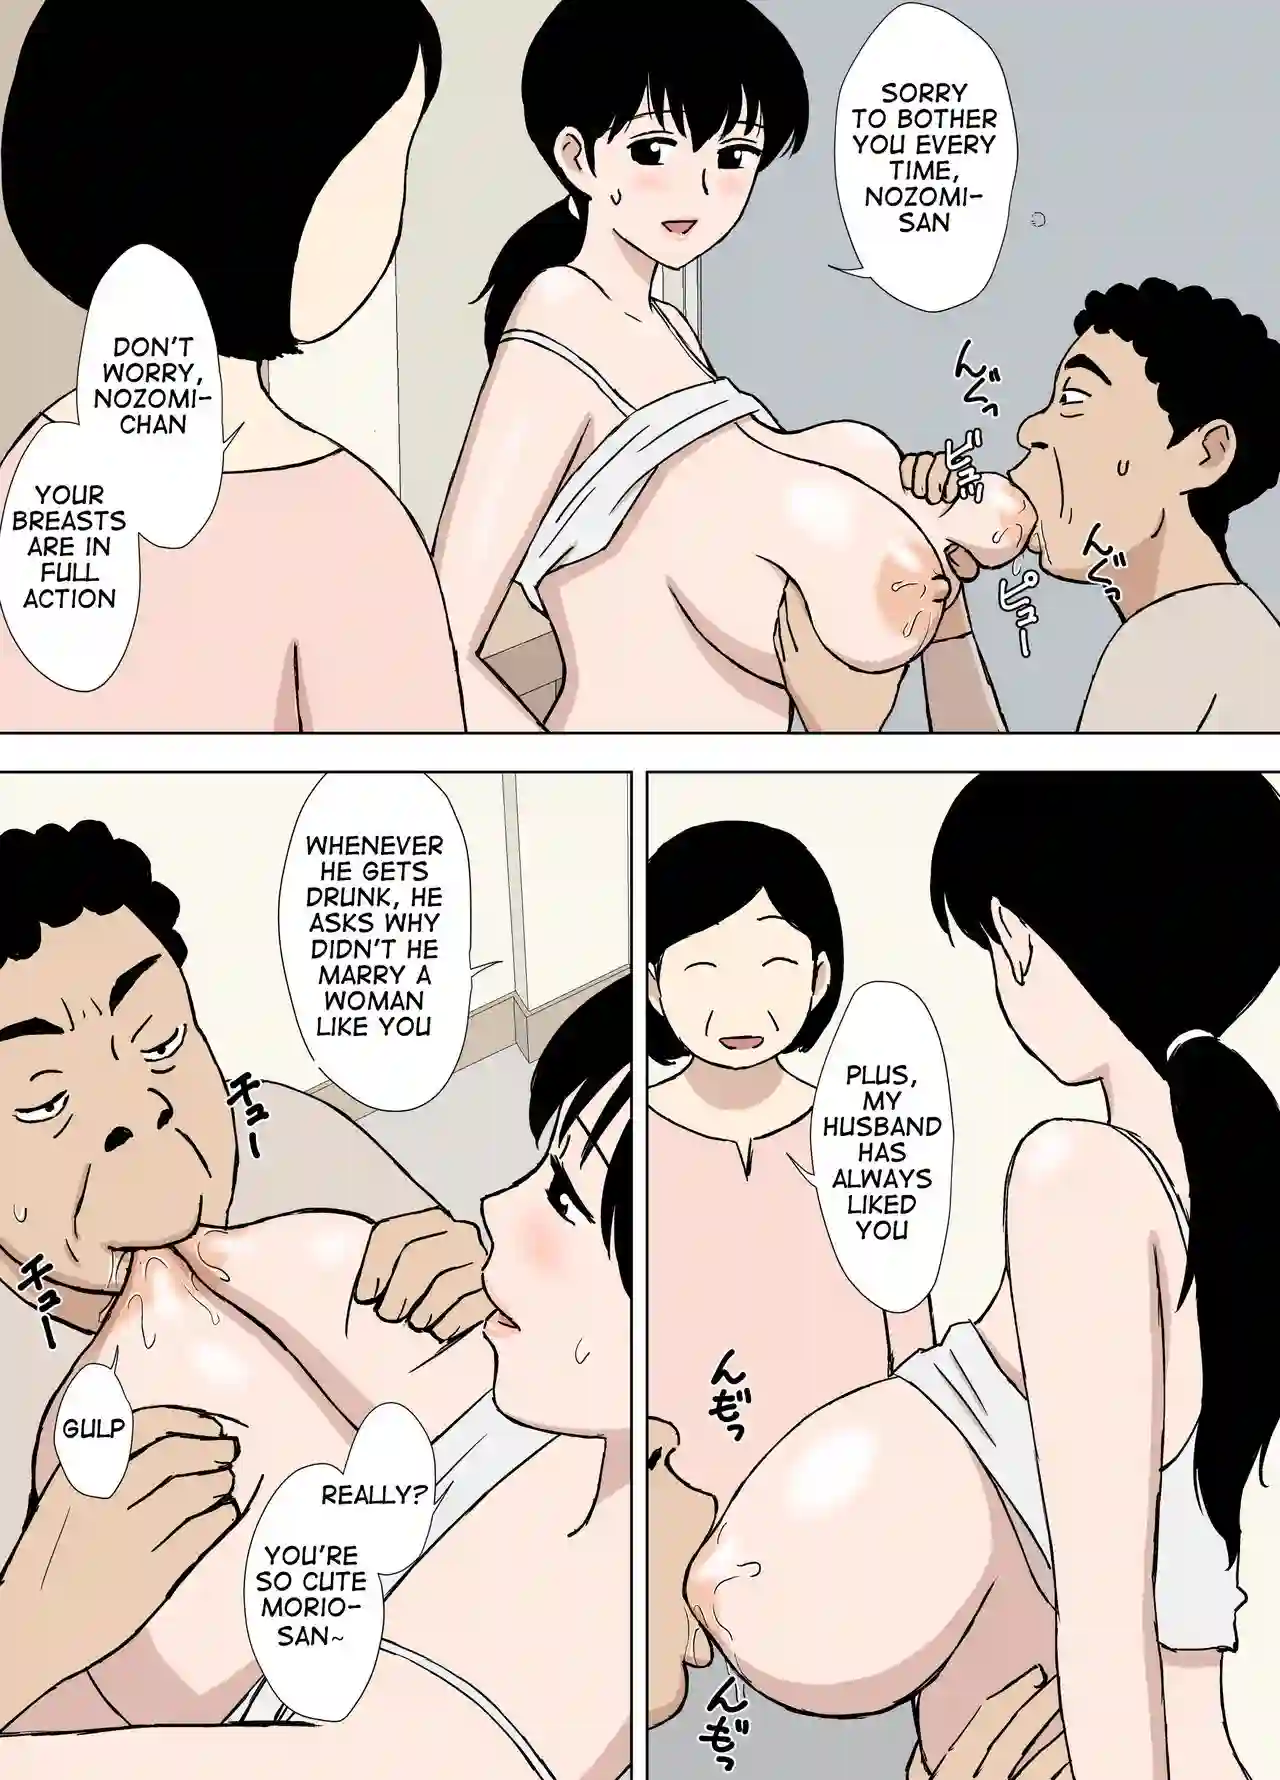 SORRY
TO BOTHER
YOU EVERY
TIME,
NOZOMI-
SAN
DON'T
WORRY,
NOZOMI-
CHAN
YOUR
BREASTS
ARE IN
FULL
ACTION
んぐっ
ビュッ
んぐっ
ピュー
WHENEVER
HE GETS
DRUNK, HE
ASKS WHY
DIDN'T HE
MARRY A
WOMAN
LIKE YOU
チュー
チュー
GULP
REALLY?
YOU'RE
SO CUTE
MORIO-
SAN~
PLUS,
MY
HUSBAND
HAS
ALWAYS
LIKED
YOU
んもっ
んもっ